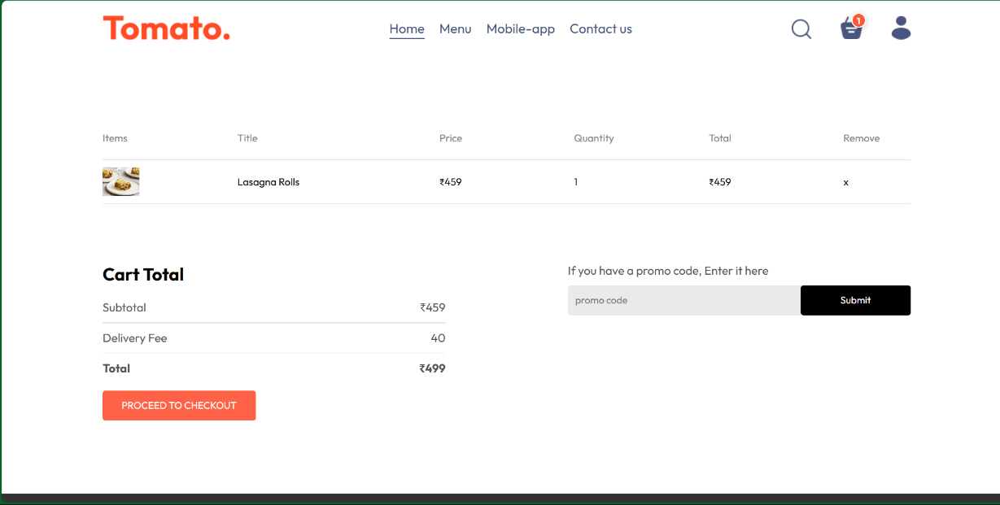 Tomato.
Home Menu Mobile-app Contact us
1
Items Title Price Quantity Total Remove
Lasagna Rolls ₹459 1 ₹459 x
Cart Total
Subtotal ₹459
Delivery Fee 40
Total ₹499
PROCEED TO CHECKOUT
If you have a promo code, Enter it here
promo code Submit